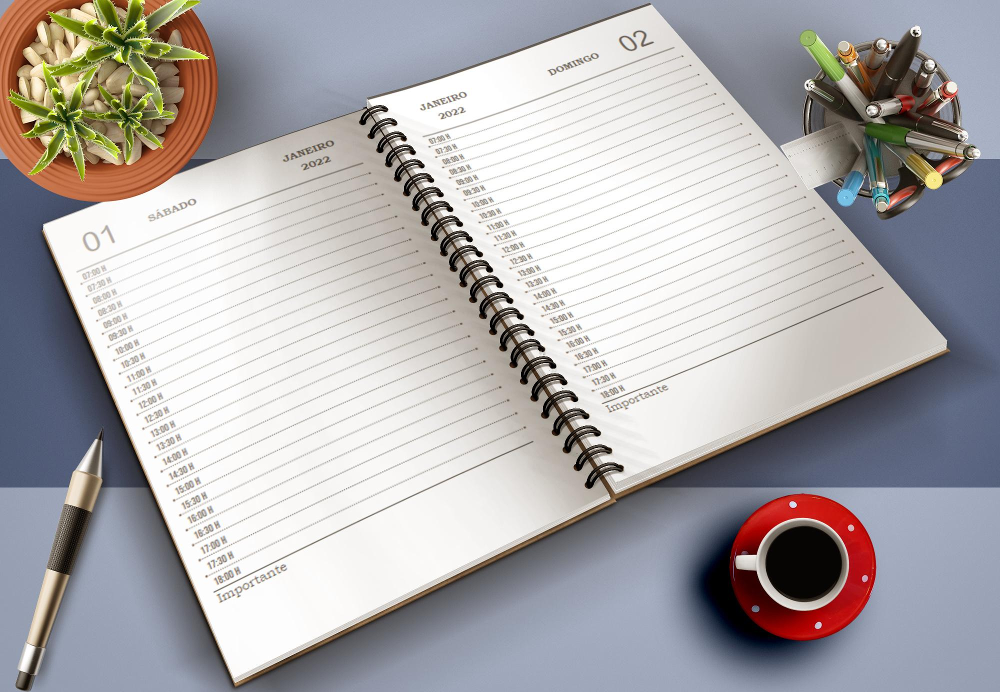 01 SÁBADO
JANEIRO
2022
07:00 H
07:30 H
08:00 H
08:30 H
09:00 H
09:30 H
10:00 H
10:30 H
11:00 H
11:30 H
12:00 H
12:30 H
13:00 H
13:30 H
14:00 H
14:30 H
15:00 H
15:30 H
16:00 H
16:30 H
17:00 H
17:30 H
18:00 H
Importante
JANEIRO
2022
DOMINGO 02
07:00 H
07:30 H
08:00 H
08:30 H
09:00 H
09:30 H
10:00 H
10:30 H
11:00 H
11:30 H
12:00 H
12:30 H
13:00 H
13:30 H
14:00 H
14:30 H
15:00 H
15:30 H
16:00 H
16:30 H
17:00 H
17:30 H
18:00 H
Importante